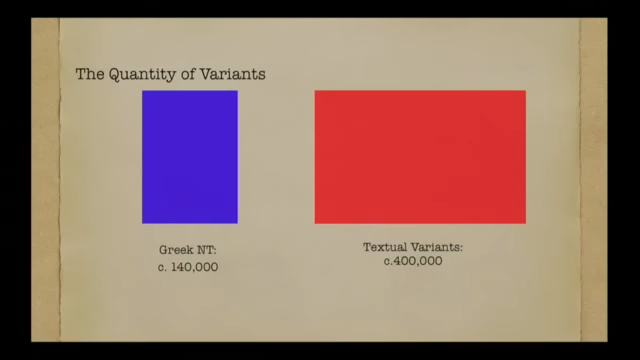 The Quantity of Variants
Greek NT:
c. 140,000
Textual Variants:
c.400,000